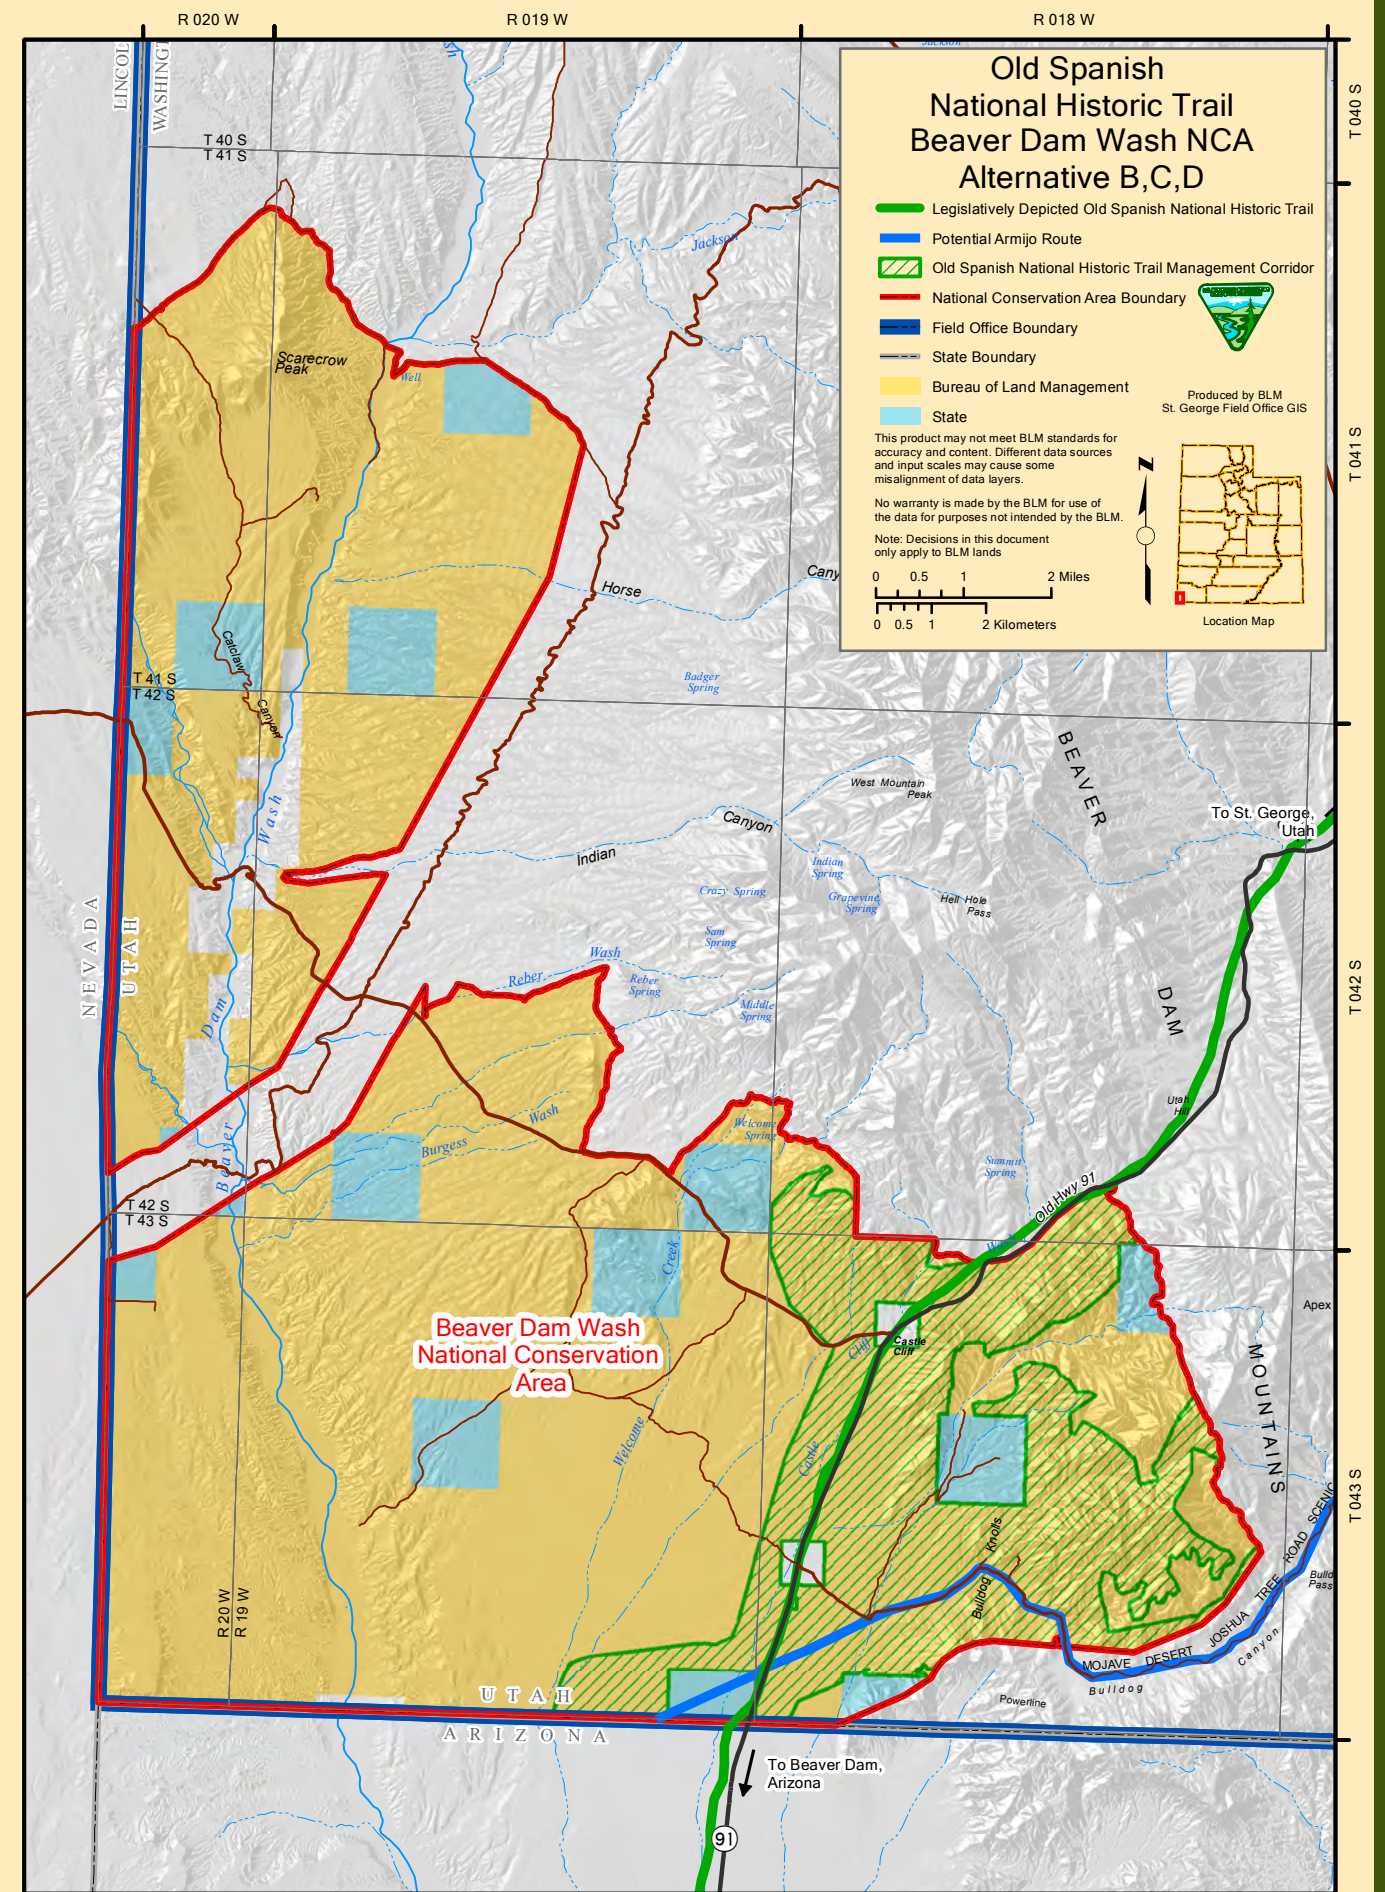 R 020 W
R 019 W
R 018 W
LINCOL
WASHINGT
Jackson
Old Spanish
National Historic Trail
Beaver Dam Wash NCA
Alternative B,C,D
Legislatively Depicted Old Spanish National Historic Trail
Potential Armijo Route
Old Spanish National Historic Trail Management Corridor
National Conservation Area Boundary
Field Office Boundary
State Boundary
Bureau of Land Management
State
Produced by BLM
St. George Field Office GIS
This product may not meet BLM standards for
accuracy and content. Different data sources
and input scales may cause some
misalignment of data layers.
No warranty is made by the BLM for use of
the data for purposes not intended by the BLM.
Note: Decisions in this document
only apply to BLM lands
0 0.5 1 2 Miles
0 0.5 1 2 Kilometers
Z
Location Map
T 040 S
T 041 S
T 042 S
T 043 S
T 40 S
T 41 S
Jackson
Scarecrow
Peak
Well
Horse
Cany
Catclaw
Canyon
T 41 S
T 42 S
Badger
Spring
BEAVER
West Mountain
Peak
To St. George,
Utah
Wash
Canyon
Indian
Indian
Spring
Crazy Spring
Grapevine
Spring
Hell Hole
Pass
Sam
Spring
NEVADA
UTAH
Wash
Reber
Reber
Spring
Middle
Spring
DAM
Dam
Utah
Hill
Wash
Burgess
Welcome
Spring
Beaver
Summit
Spring
Old Hwy 91
T 42 S
T 43 S
Wash
Creek
Apex
Beaver Dam Wash
National Conservation
Area
Castle
Cliff
Cliff
MOUNTAINS
Welcome
Castle
Knolls
Bulldog
R 20 W
R 19 W
MOJAVE DESERT JOSHUA TREE ROAD SCENIC
Bulld
Pass
Canyon
Bulldog
Powerline
UTAH
ARIZONA
To Beaver Dam,
Arizona
91